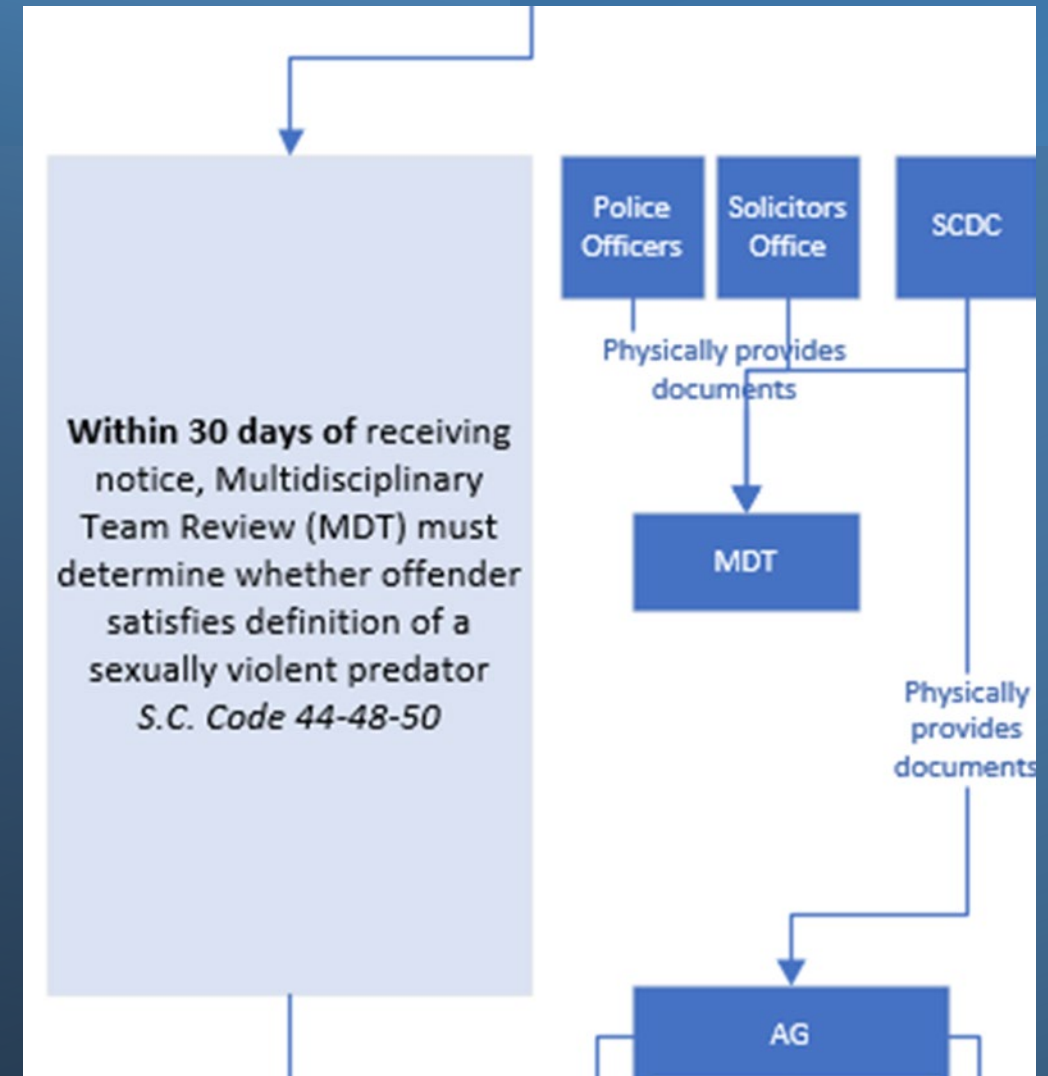 Within 30 days of receiving
notice, Multidisciplinary
Team Review (MDT) must
determine whether offender
satisfies definition of a
sexually violent predator
S.C. Code 44-48-50
Police
Officers
Solicitors
Office
SCDC
Physically provides
documents
MDT
Physically
provides
documents
AG